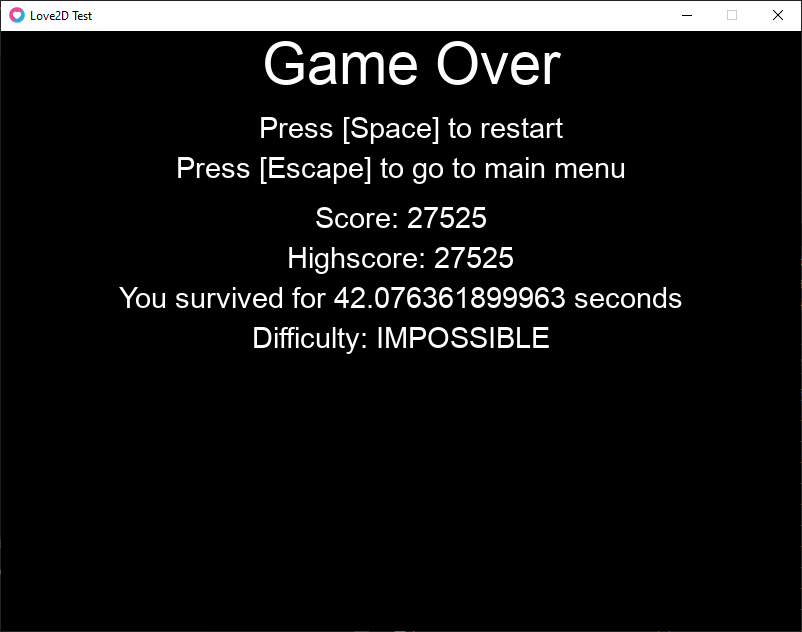 Love2D Test
Game Over
Press [Space] to restart
Press [Escape] to go to main menu
Score: 27525
Highscore: 27525
You survived for 42.076361899963 seconds
Difficulty: IMPOSSIBLE